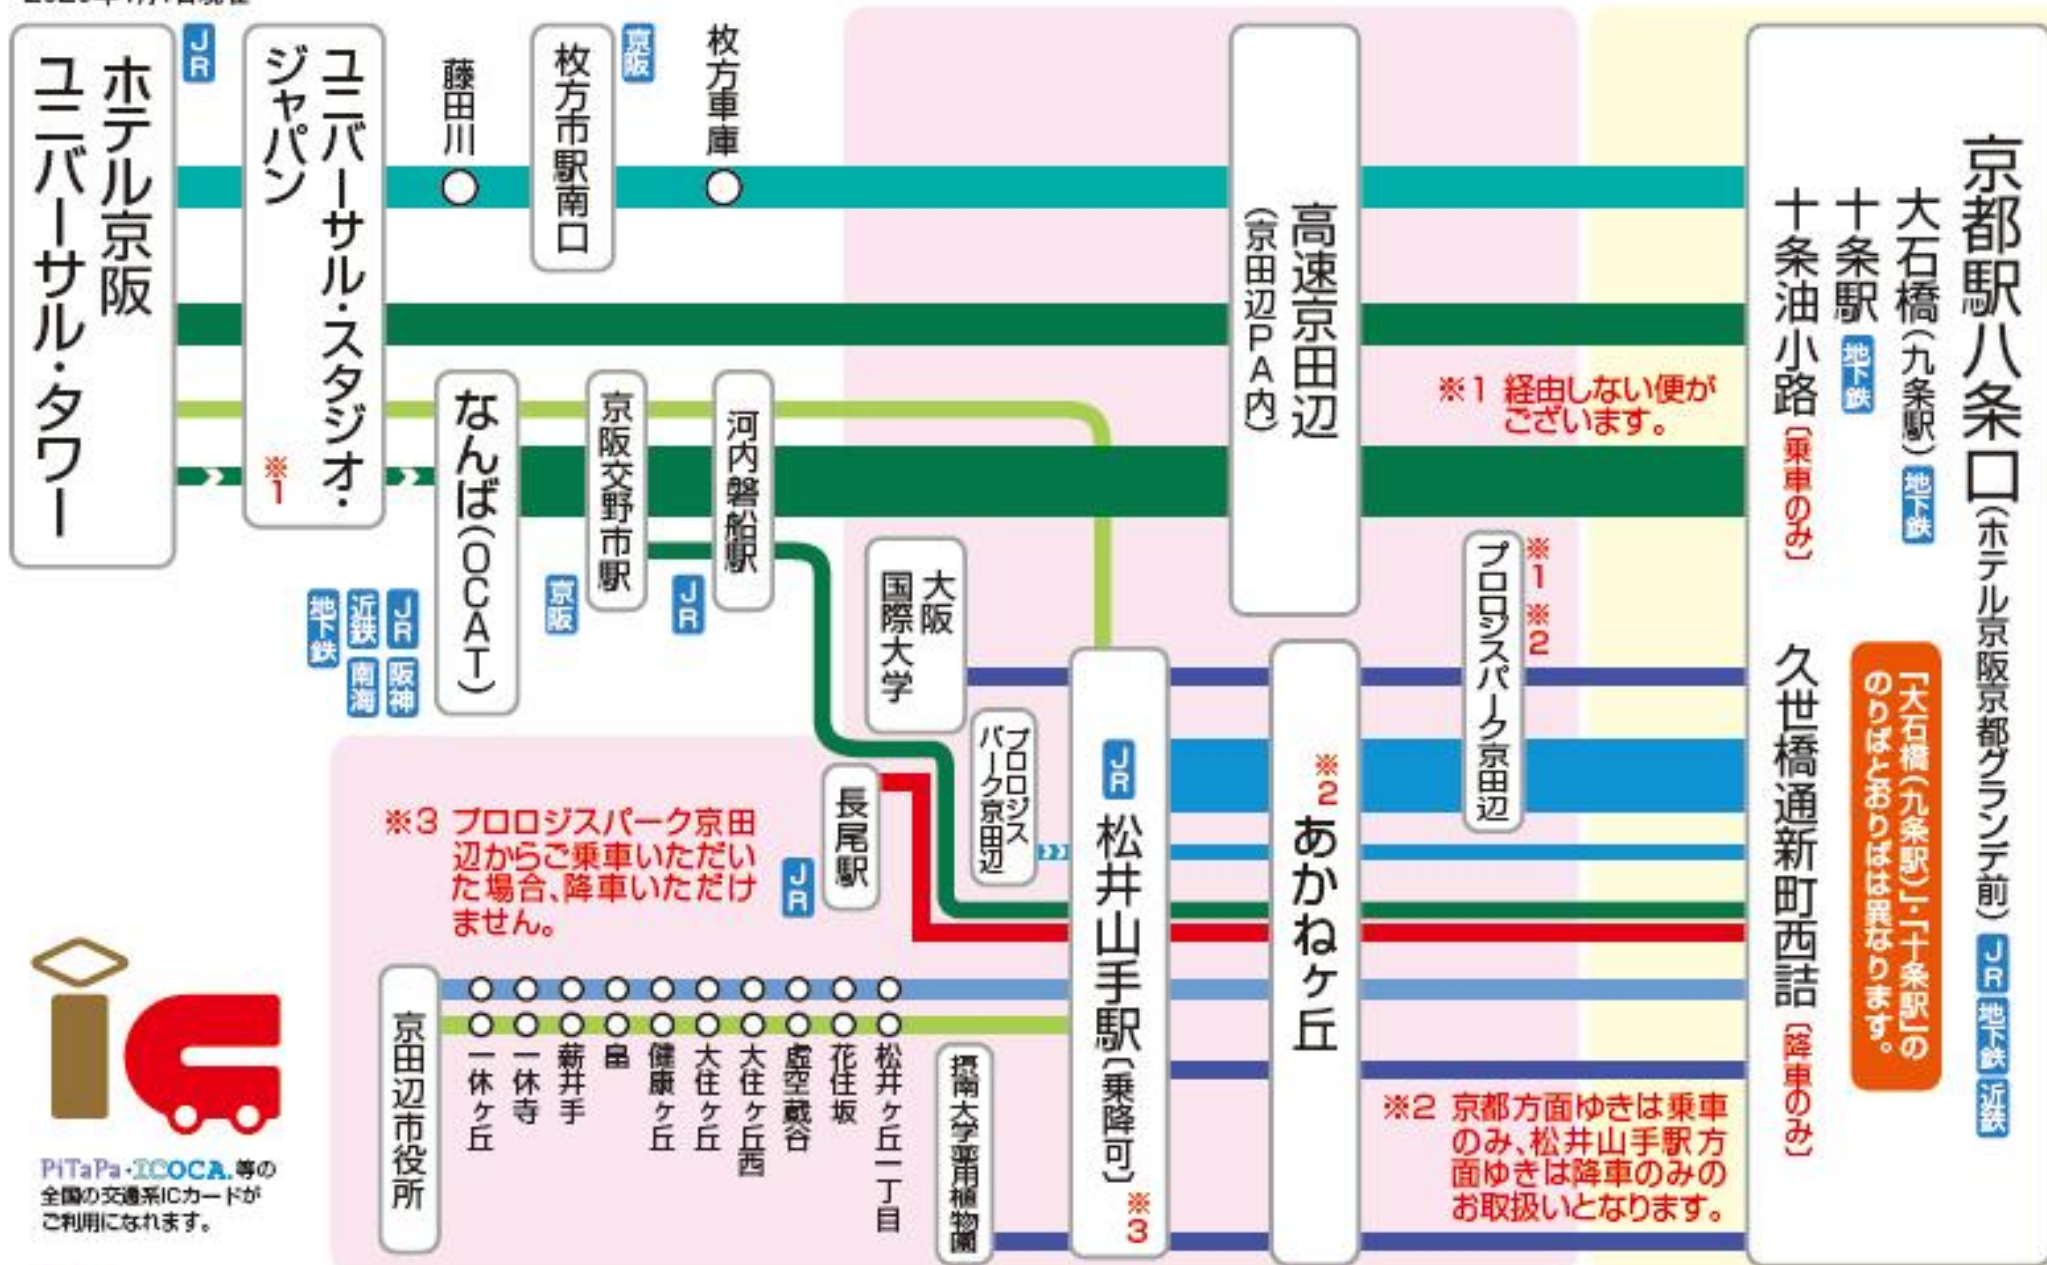 ホテル京阪
ユニバーサル・タワー
JR
ユニバーサル・スタジオ・
ジャパン
※1
藤田川
枚方市駅南口
京阪
枚方車庫
なんば(OCAT)
JR
阪神
近鉄
南海
地下鉄
京阪交野市駅
京阪
河内磐船駅
JR
高速京田辺
(京田辺PA内)
※1 経由しない便が
ございます。
大阪
国際大学
プロロジス
パーク京田辺
長尾駅
JR
※3 プロロジスパーク京田
辺からご乗車いただい
た場合、降車いただけ
ません。
京田辺市役所
一休ヶ丘
一休寺
薪井手
畠
健康ヶ丘
大住ヶ丘
大住ヶ丘西
虚空蔵谷
花住坂
松井ヶ丘一丁目
摂南大学薬用植物園
JR
松井山手駅〔乗降可〕
※3
※2
あかねヶ丘
プロロジスパーク京田辺
※1
※2
※2 京都方面ゆきは乗車
のみ、松井山手駅方
面ゆきは降車のみの
お取扱いとなります。
京都駅八条口(ホテル京阪京都グランデ前)
JR
地下鉄
近鉄
大石橋(九条駅)
地下鉄
十条駅
地下鉄
十条油小路〔乗車のみ〕
「大石橋(九条駅)」・「十条駅」の
のりばとおりばは異なります。
久世橋通新町西詰〔降車のみ〕
iC
PiTaPa・ICOCA.等の
全国の交通系ICカードが
ご利用になれます。